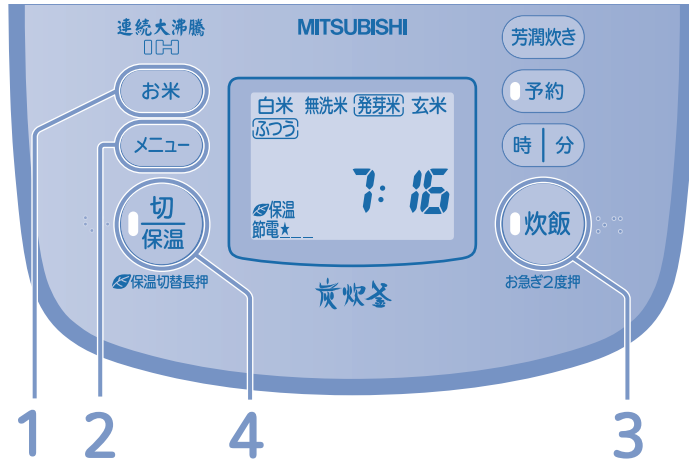 連続大沸騰
IH
MITSUBISHI
芳潤炊き
お米
予約
メニュー
時 分
白米 無洗米 発芽米 玄米
ふつう
7:16
保温
節電★___
切
保温
保温切替長押
炊飯
お急ぎ2度押
炭炊釜
1
2
4
3